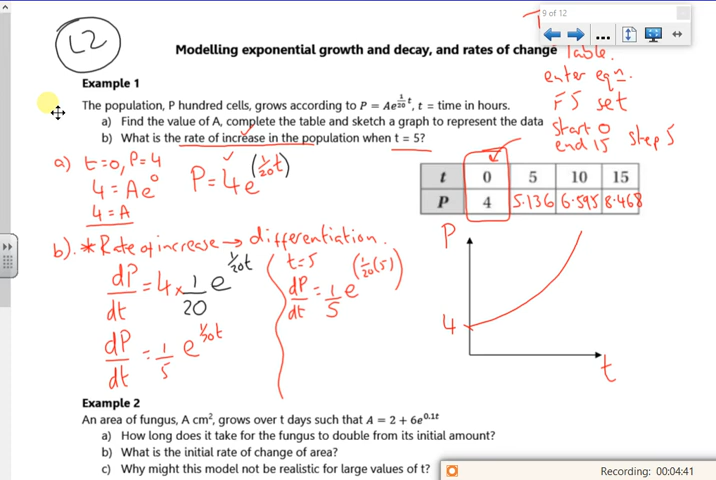 9 of 12
L2
Modelling exponential growth and decay, and rates of change
Table.
enter eqn.
F5 set
start 0
end 15 step 5
Example 1
The population, P hundred cells, grows according to P = Ae^(1/20 t), t = time in hours.
a) Find the value of A, complete the table and sketch a graph to represent the data
b) What is the rate of increase in the population when t = 5?
a) t=0, P=4
4 = Ae^0
4 = A
P = 4e^(1/20 t)
t 0 5 10 15
P 4 5.136 6.595 8.468
b). *Rate of increase → differentiation.
dP/dt = 4 × 1/20 e^(1/20 t)
dP/dt = 1/5 e^(1/20 t)
t=5
dP/dt = 1/5 e^(1/20(5))
P
4
t
Example 2
An area of fungus, A cm², grows over t days such that A = 2 + 6e^(0.1t)
a) How long does it take for the fungus to double from its initial amount?
b) What is the initial rate of change of area?
c) Why might this model not be realistic for large values of t?
Recording: 00:04:41